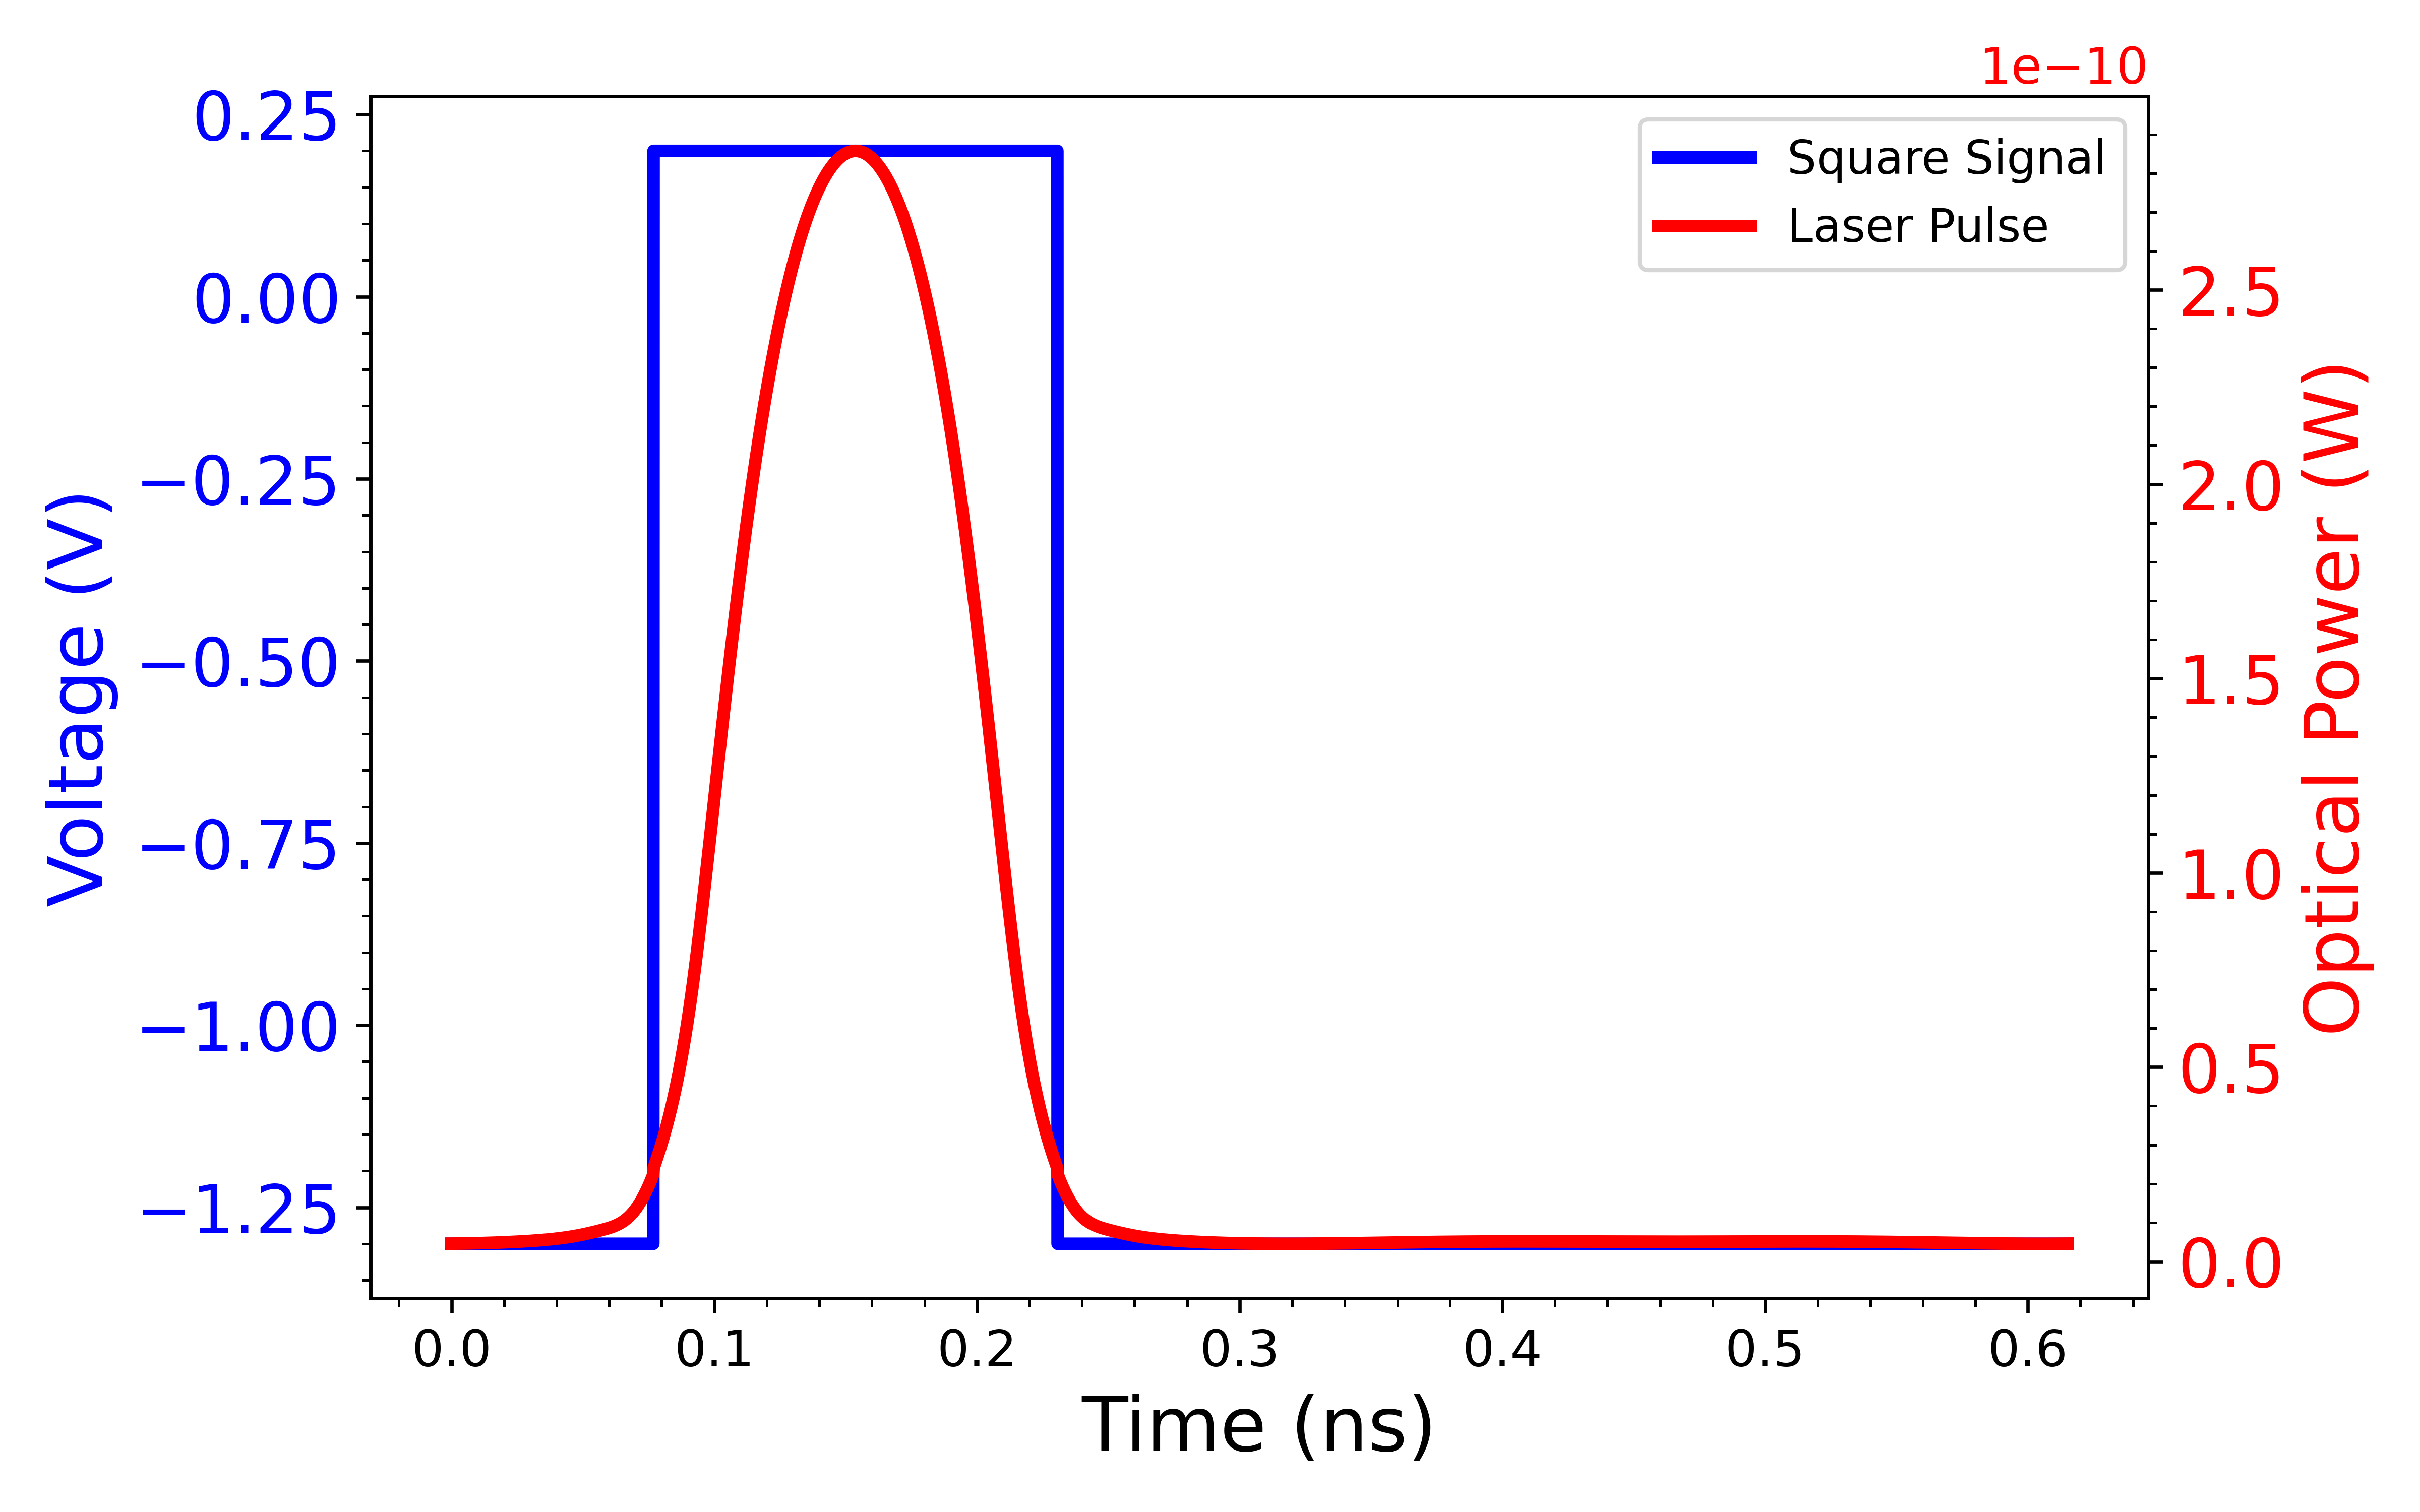 1e−10
Square Signal
Laser Pulse
Voltage (V)
0.25
0.00
−0.25
−0.50
−0.75
−1.00
−1.25
2.5
2.0
1.5
1.0
0.5
0.0
Optical Power (W)
0.0 0.1 0.2 0.3 0.4 0.5 0.6
Time (ns)